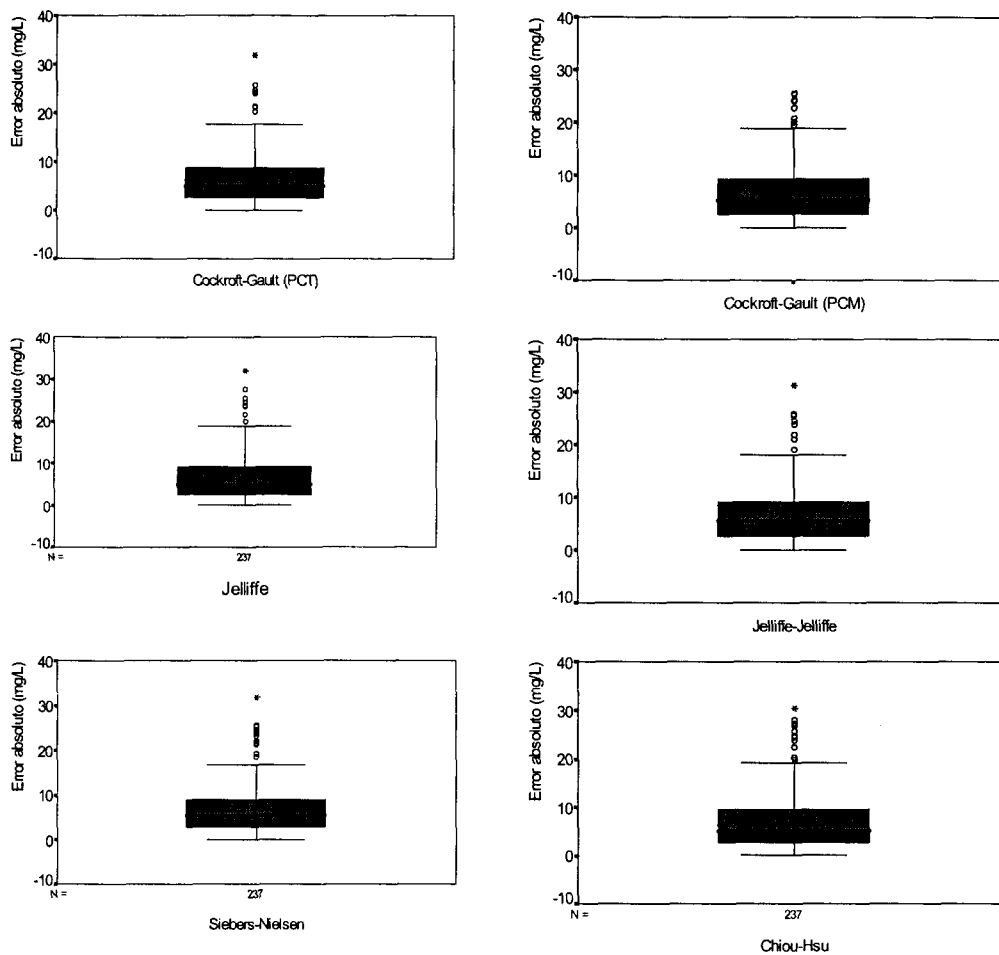 Error absoluto (mg/L)
40
30
20
10
0
-10
Cockroft-Gault (PCT)
Error absoluto (mg/L)
40
30
20
10
0
-10
Cockroft-Gault (PCM)
Error absoluto (mg/L)
40
30
20
10
0
-10
N =
237
Jelliffe
Error absoluto (mg/L)
40
30
20
10
0
-10
Jelliffe-Jelliffe
Error absoluto (mg/L)
40
30
20
10
0
-10
N =
237
Siebers-Nielsen
Error absoluto (mg/L)
40
30
20
10
0
-10
N =
237
Chiou-Hsu